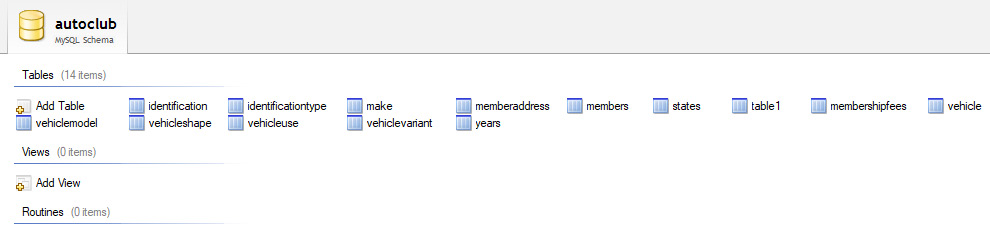 autoclub
MySQL Schema
Tables (14 items)
Add Table identification identificationtype make memberaddress members states table1 membershipfees vehicle
vehiclemodel vehicleshape vehicleuse vehiclevariant years
Views (0 items)
Add View
Routines (0 items)